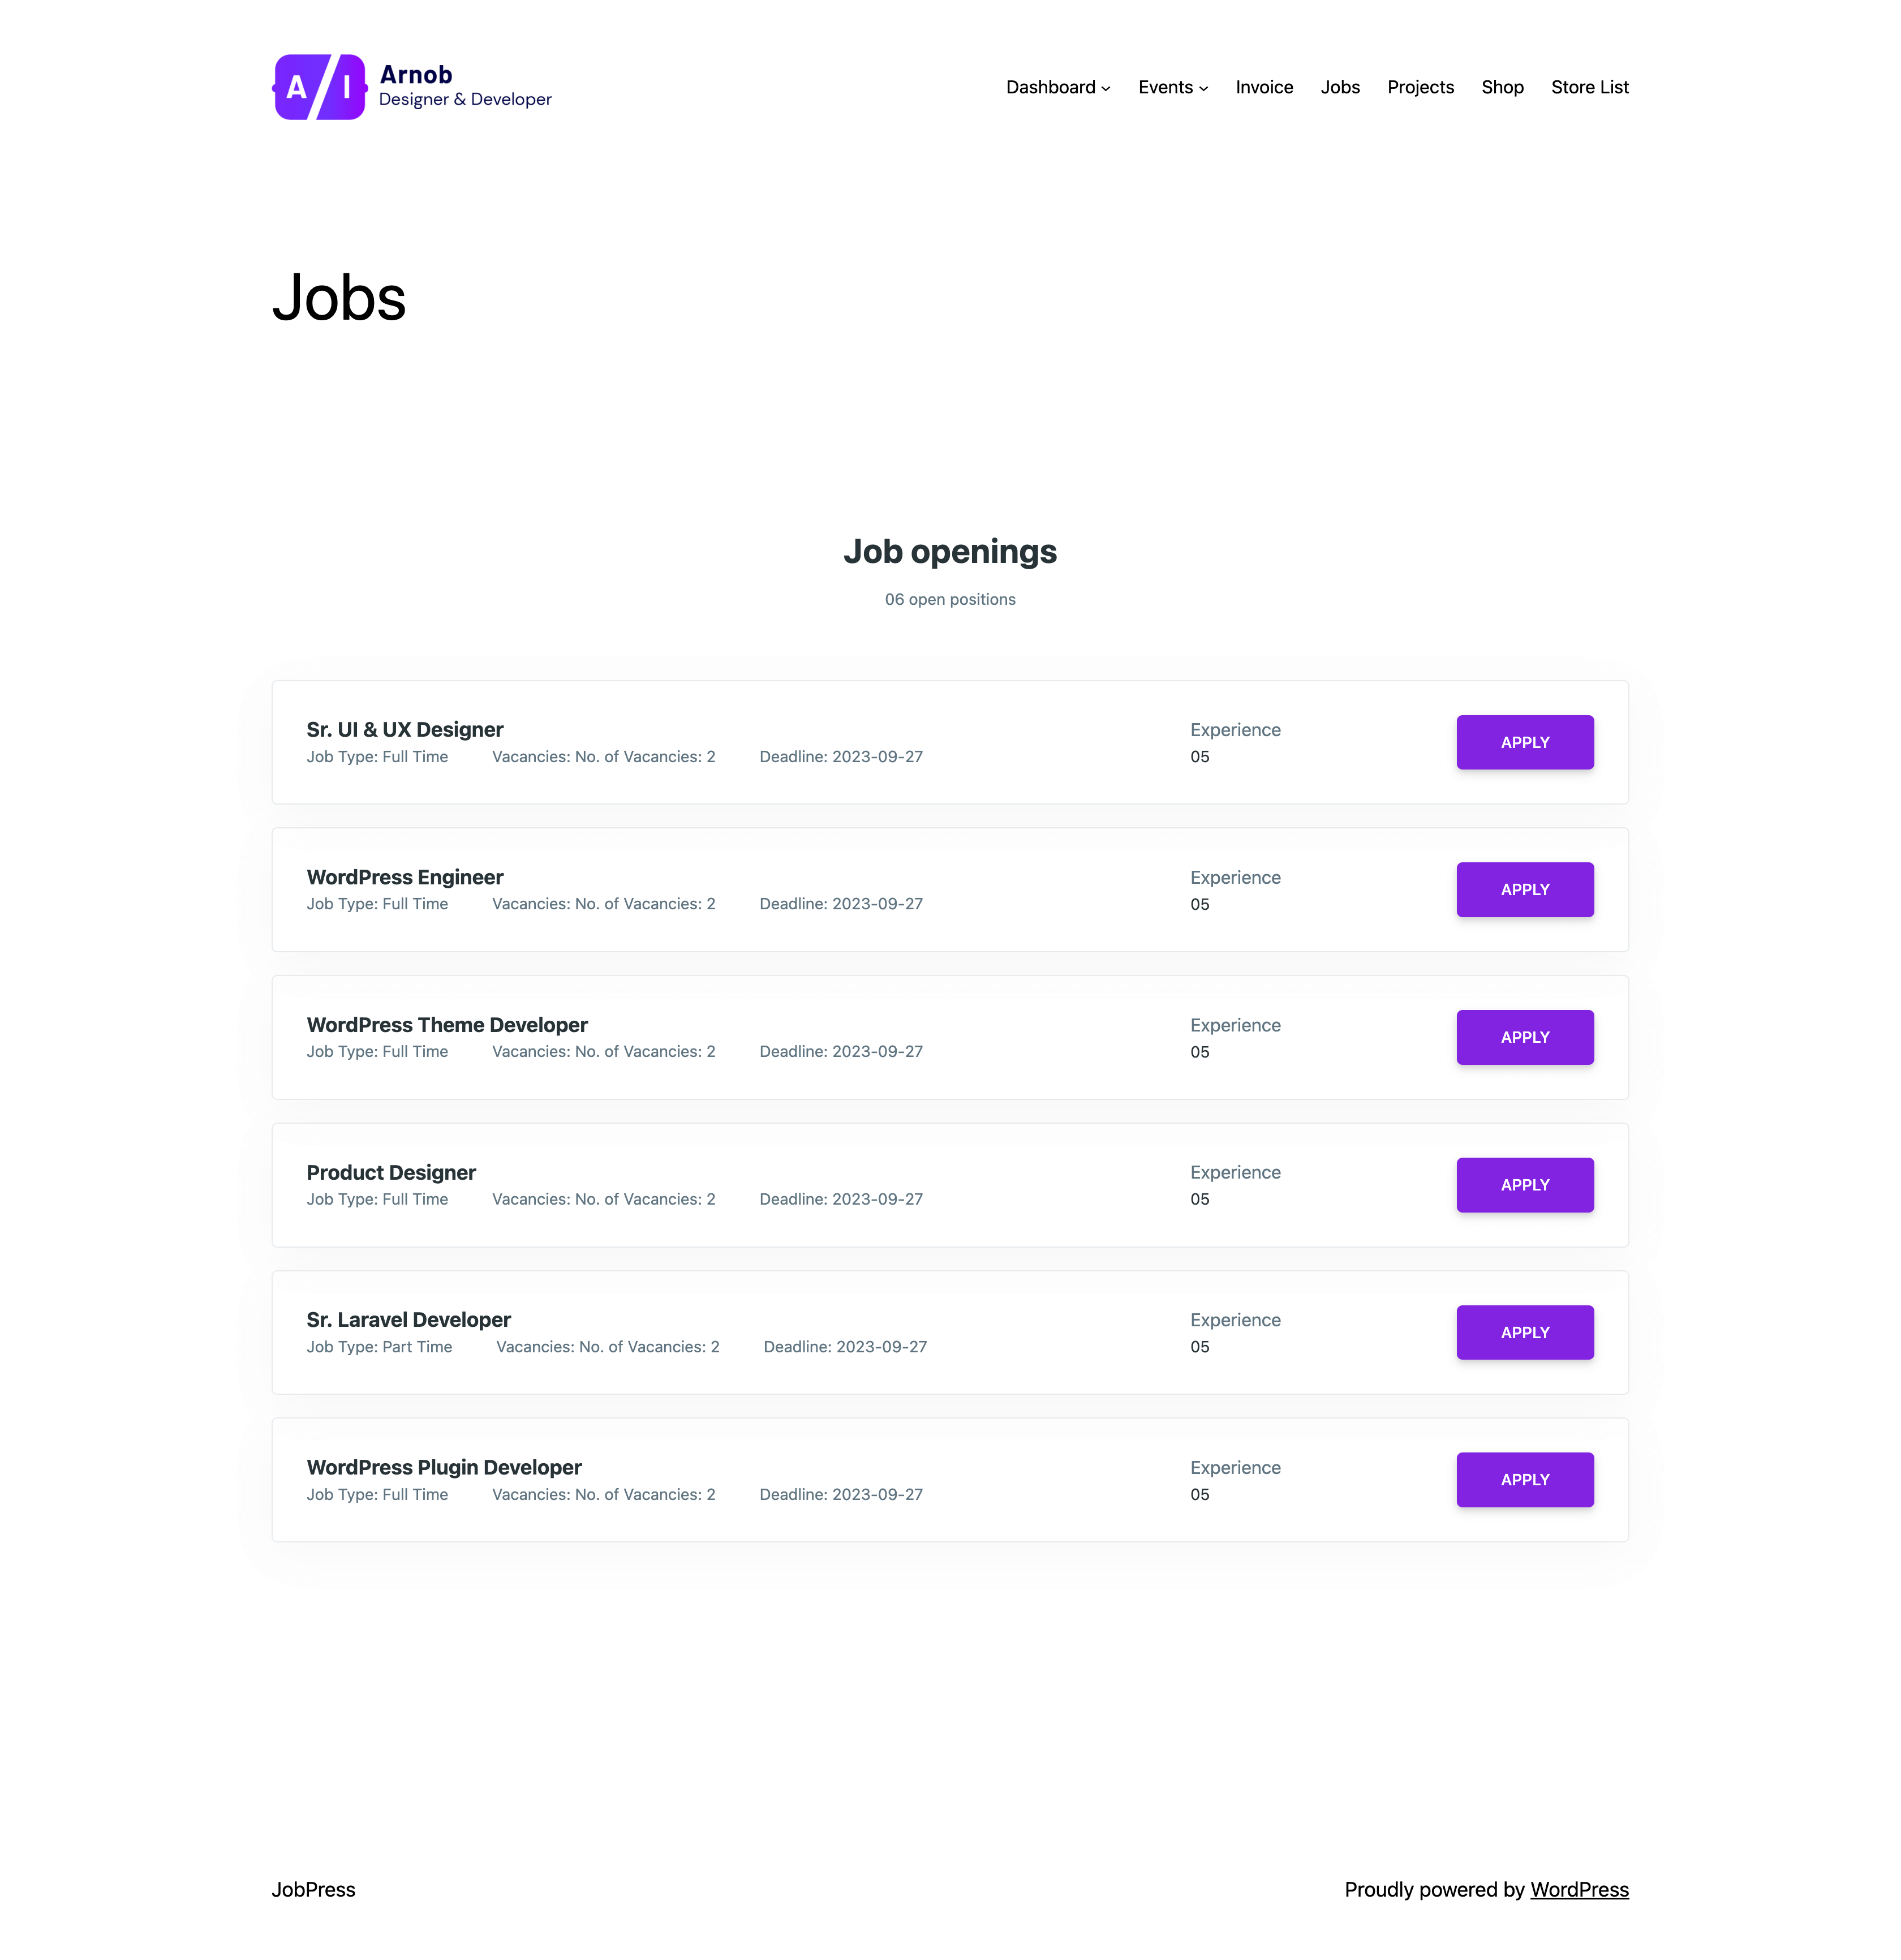 A/I Arnob
Designer & Developer
Dashboard Events Invoice Jobs Projects Shop Store List
Jobs
Job openings
06 open positions
Sr. UI & UX Designer
Job Type: Full Time Vacancies: No. of Vacancies: 2 Deadline: 2023-09-27
Experience
05
APPLY
WordPress Engineer
Job Type: Full Time Vacancies: No. of Vacancies: 2 Deadline: 2023-09-27
Experience
05
APPLY
WordPress Theme Developer
Job Type: Full Time Vacancies: No. of Vacancies: 2 Deadline: 2023-09-27
Experience
05
APPLY
Product Designer
Job Type: Full Time Vacancies: No. of Vacancies: 2 Deadline: 2023-09-27
Experience
05
APPLY
Sr. Laravel Developer
Job Type: Part Time Vacancies: No. of Vacancies: 2 Deadline: 2023-09-27
Experience
05
APPLY
WordPress Plugin Developer
Job Type: Full Time Vacancies: No. of Vacancies: 2 Deadline: 2023-09-27
Experience
05
APPLY
JobPress
Proudly powered by WordPress